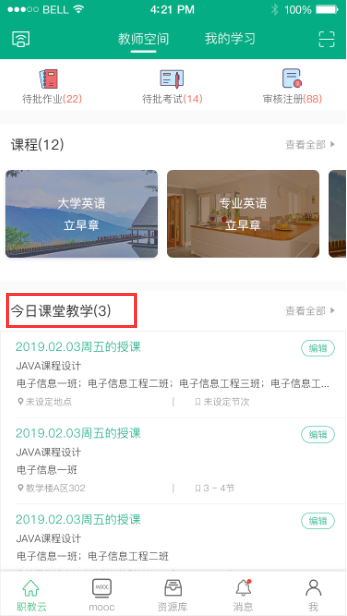 BELL 4:21 PM 100%
教师空间 我的学习
待批作业(22) 待批考试(14) 审核注册(88)
课程(12) 查看全部
大学英语 专业英语
立早章 立早章
今日课堂教学(3) 查看全部
2019.02.03周五的授课 编辑
JAVA课程设计
电子信息一班；电子信息工程二班；电子信息工程三班；电子信息工...
未设定地点 | 未设定节次
2019.02.03周五的授课 编辑
JAVA课程设计
电子信息一班
教学楼A区302 | 3 ~ 4节
2019.02.03周五的授课 编辑
JAVA课程设计
电子信息一班；电子信息工程二班
职教云 mooc 资源库 消息 我